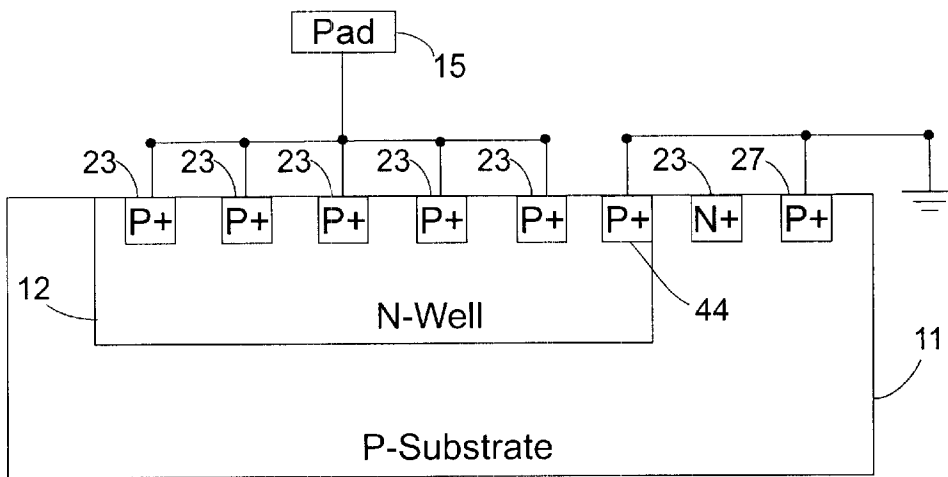 Pad
15
23 23 23 23 23 23 27
P+ P+ P+ P+ P+ P+ N+ P+
12
N-Well
44
11
P-Substrate